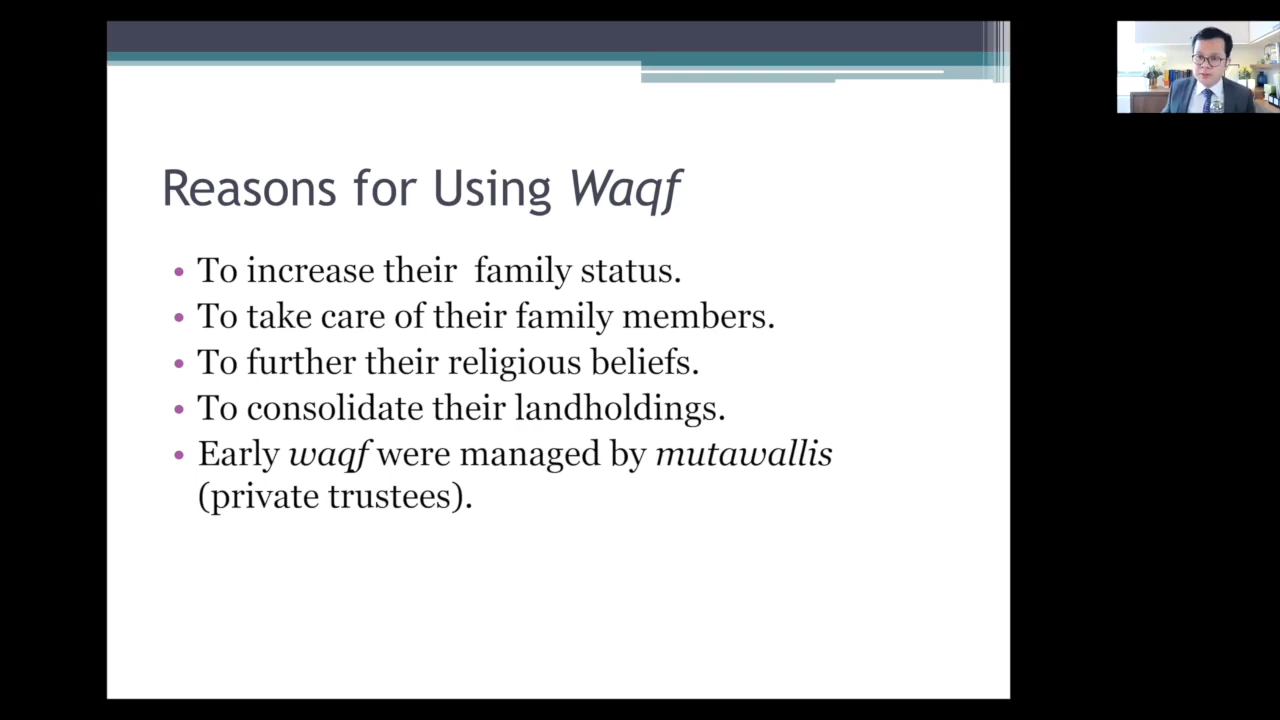 Reasons for Using Waqf
• To increase their  family status.
• To take care of their family members.
• To further their religious beliefs.
• To consolidate their landholdings.
• Early waqf were managed by mutawallis
(private trustees).